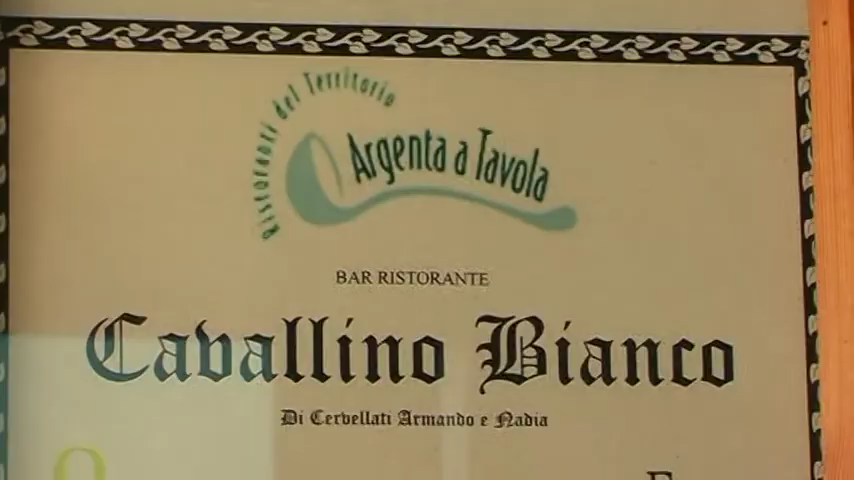 Ristoranti del Territorio
Argenta a Tavola
BAR RISTORANTE
Cavallino Bianco
Di Cervellati Armando e Nadia